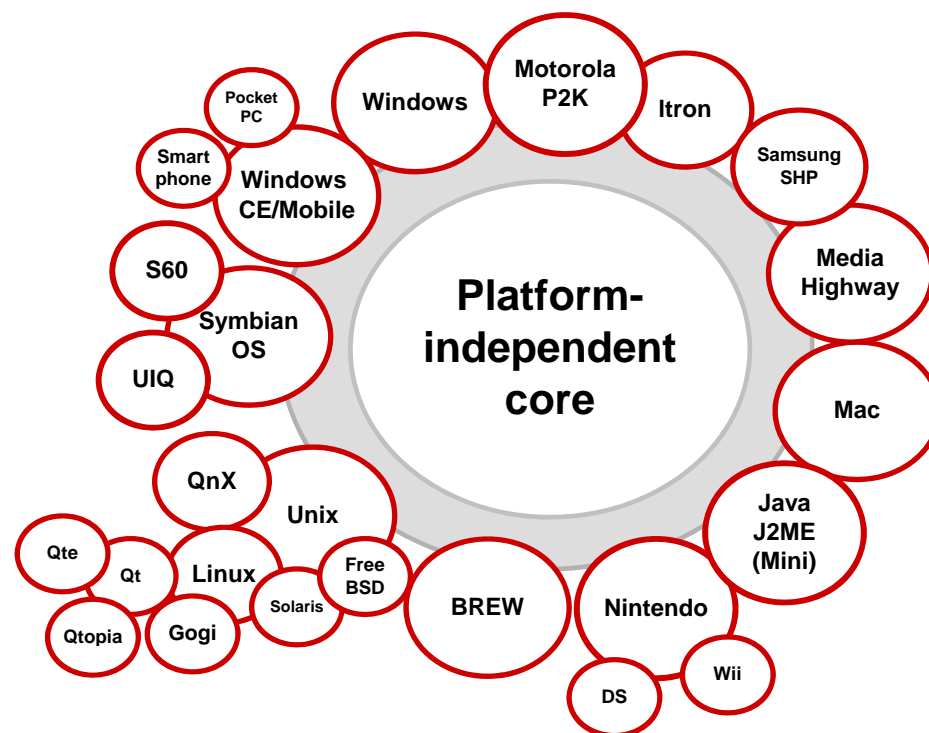 Motorola
P2K
Windows
Itron
Pocket
PC
Smart
phone
Windows
CE/Mobile
Samsung
SHP
Media
Highway
S60
Symbian
OS
UIQ
Platform-
independent
core
Mac
QnX
Unix
Java
J2ME
(Mini)
Qte
Qt
Linux
Free
BSD
Solaris
BREW
Nintendo
Qtopia
Gogi
Wii
DS